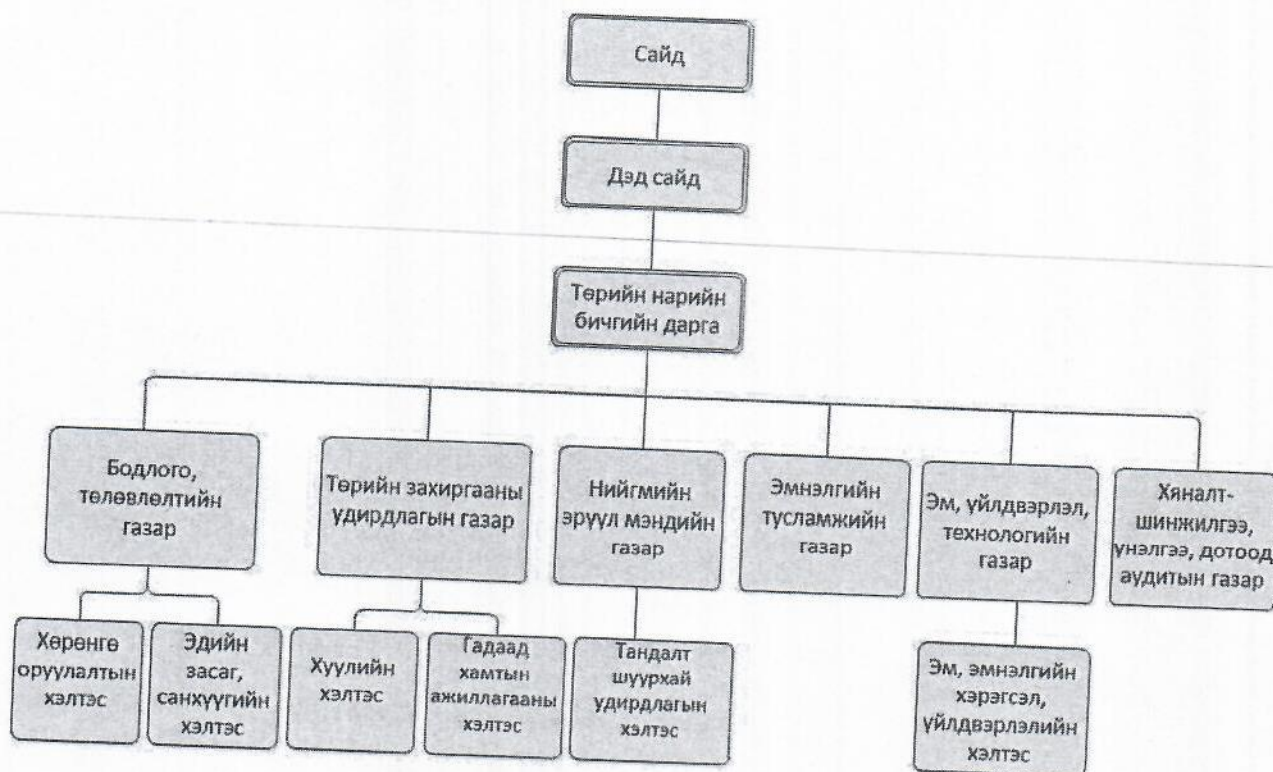 Сайд
Дэд сайд
Төрийн нарийн
бичгийн дарга
Бодлого,
төлөвлөлтийн
газар
Төрийн захиргааны
удирдлагын газар
Нийгмийн
эрүүл мэндийн
газар
Эмнэлгийн
тусламжийн
газар
Эм, үйлдвэрлэл,
технологийн
газар
Хяналт-
шинжилгээ,
үнэлгээ, дотоод
аудитын газар
Хөрөнгө
оруулалтын
хэлтэс
Эдийн
засаг,
санхүүгийн
хэлтэс
Хуулийн
хэлтэс
Гадаад
хамтын
ажиллагааны
хэлтэс
Тандалт
шуурхай
удирдлагын
хэлтэс
Эм, эмнэлгийн
хэрэгсэл,
үйлдвэрлэлийн
хэлтэс